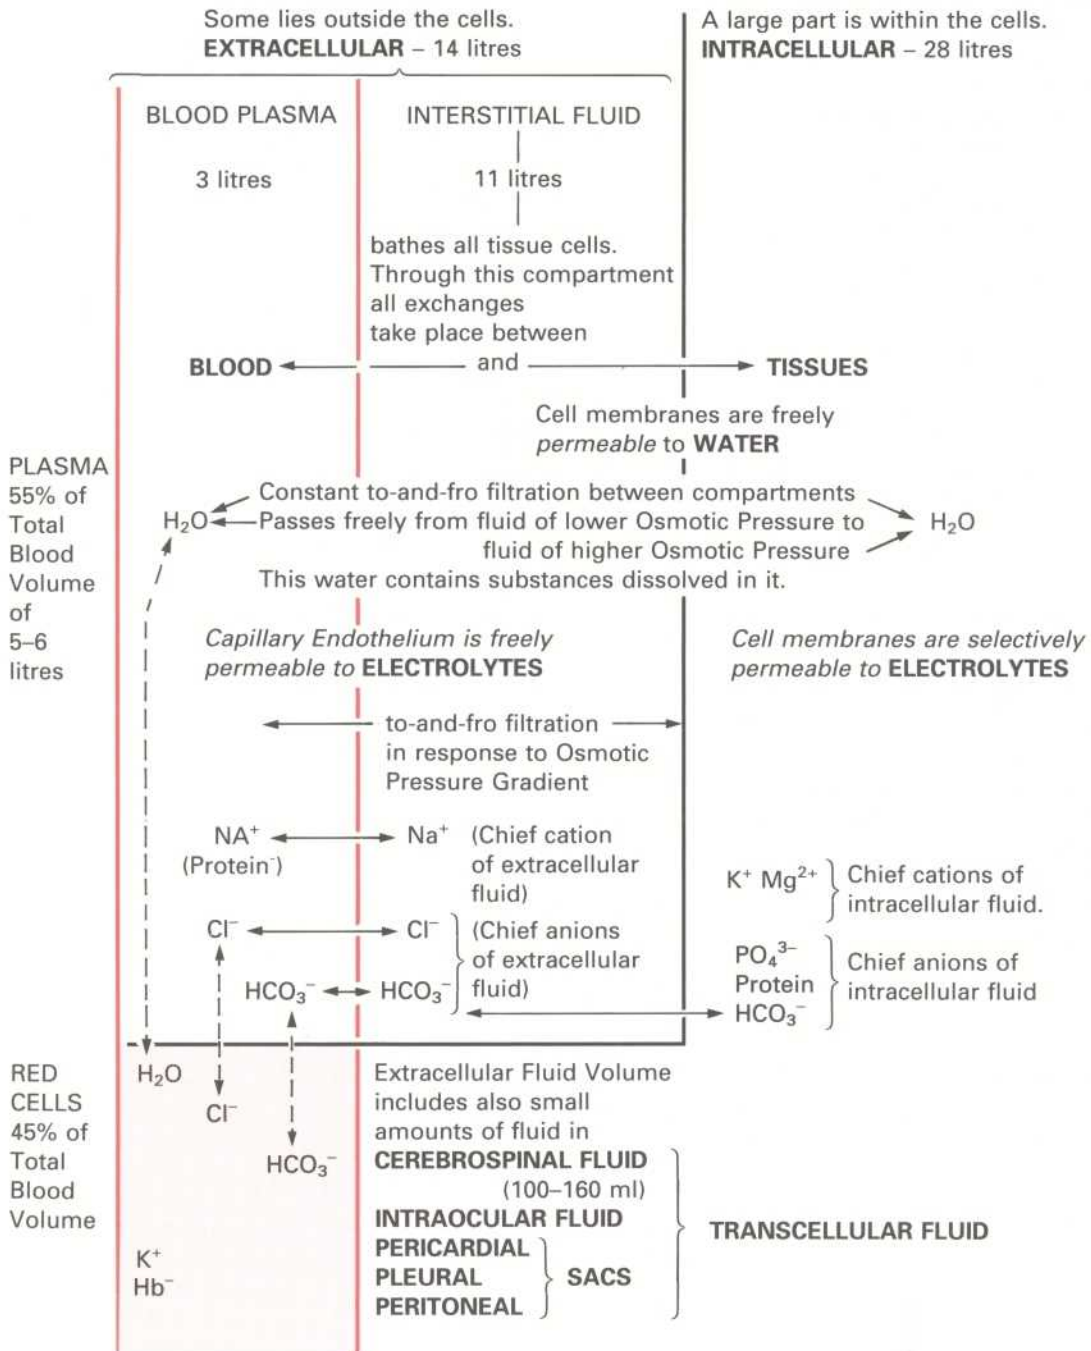 Some lies outside the cells.
EXTRACELLULAR – 14 litres
A large part is within the cells.
INTRACELLULAR – 28 litres
BLOOD PLASMA
3 litres
INTERSTITIAL FLUID
11 litres
bathes all tissue cells.
Through this compartment
all exchanges
take place between
BLOOD and TISSUES
Cell membranes are freely
permeable to WATER
PLASMA
55% of
Total
Blood
Volume
of
5–6
litres
Constant to-and-fro filtration between compartments
H₂O Passes freely from fluid of lower Osmotic Pressure to H₂O
fluid of higher Osmotic Pressure
This water contains substances dissolved in it.
Capillary Endothelium is freely
permeable to ELECTROLYTES
Cell membranes are selectively
permeable to ELECTROLYTES
to-and-fro filtration
in response to Osmotic
Pressure Gradient
NA⁺
(Protein⁻)
Na⁺ (Chief cation
of extracellular
fluid)
K⁺ Mg²⁺
Chief cations of
intracellular fluid.
Cl⁻ Cl⁻
HCO₃⁻ HCO₃⁻
(Chief anions
of extracellular
fluid)
PO₄³⁻
Protein
HCO₃⁻
Chief anions of
intracellular fluid
RED
CELLS
45% of
Total
Blood
Volume
H₂O
Cl⁻
HCO₃⁻
K⁺
Hb⁻
Extracellular Fluid Volume
includes also small
amounts of fluid in
CEREBROSPINAL FLUID
(100–160 ml)
INTRAOCULAR FLUID
PERICARDIAL
PLEURAL
PERITONEAL
SACS
TRANSCELLULAR FLUID